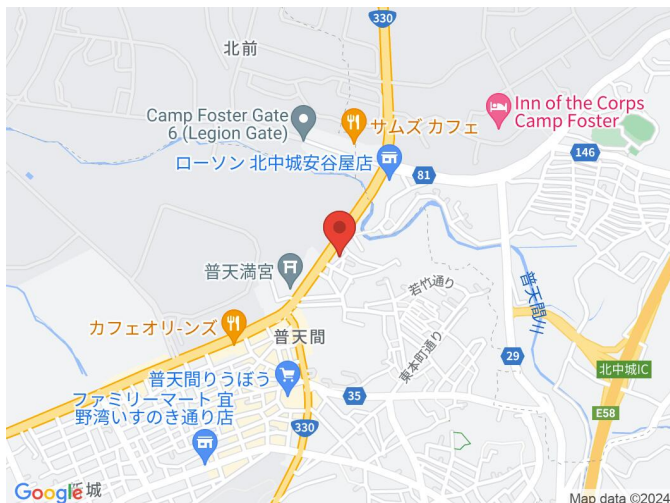 330
北前
Inn of the Corps
Camp Foster
Camp Foster Gate
6 (Legion Gate)
サムズ カフェ
146
ローソン 北中城安谷屋店
81
普天満宮
若竹通り
普天間川
カフェオリーンズ
普天間
東本町通り
29
北中城IC
普天間りうぼう
ファミリーマート 宜
野湾いすのき通り店
35
E58
330
Google
Map data ©2024